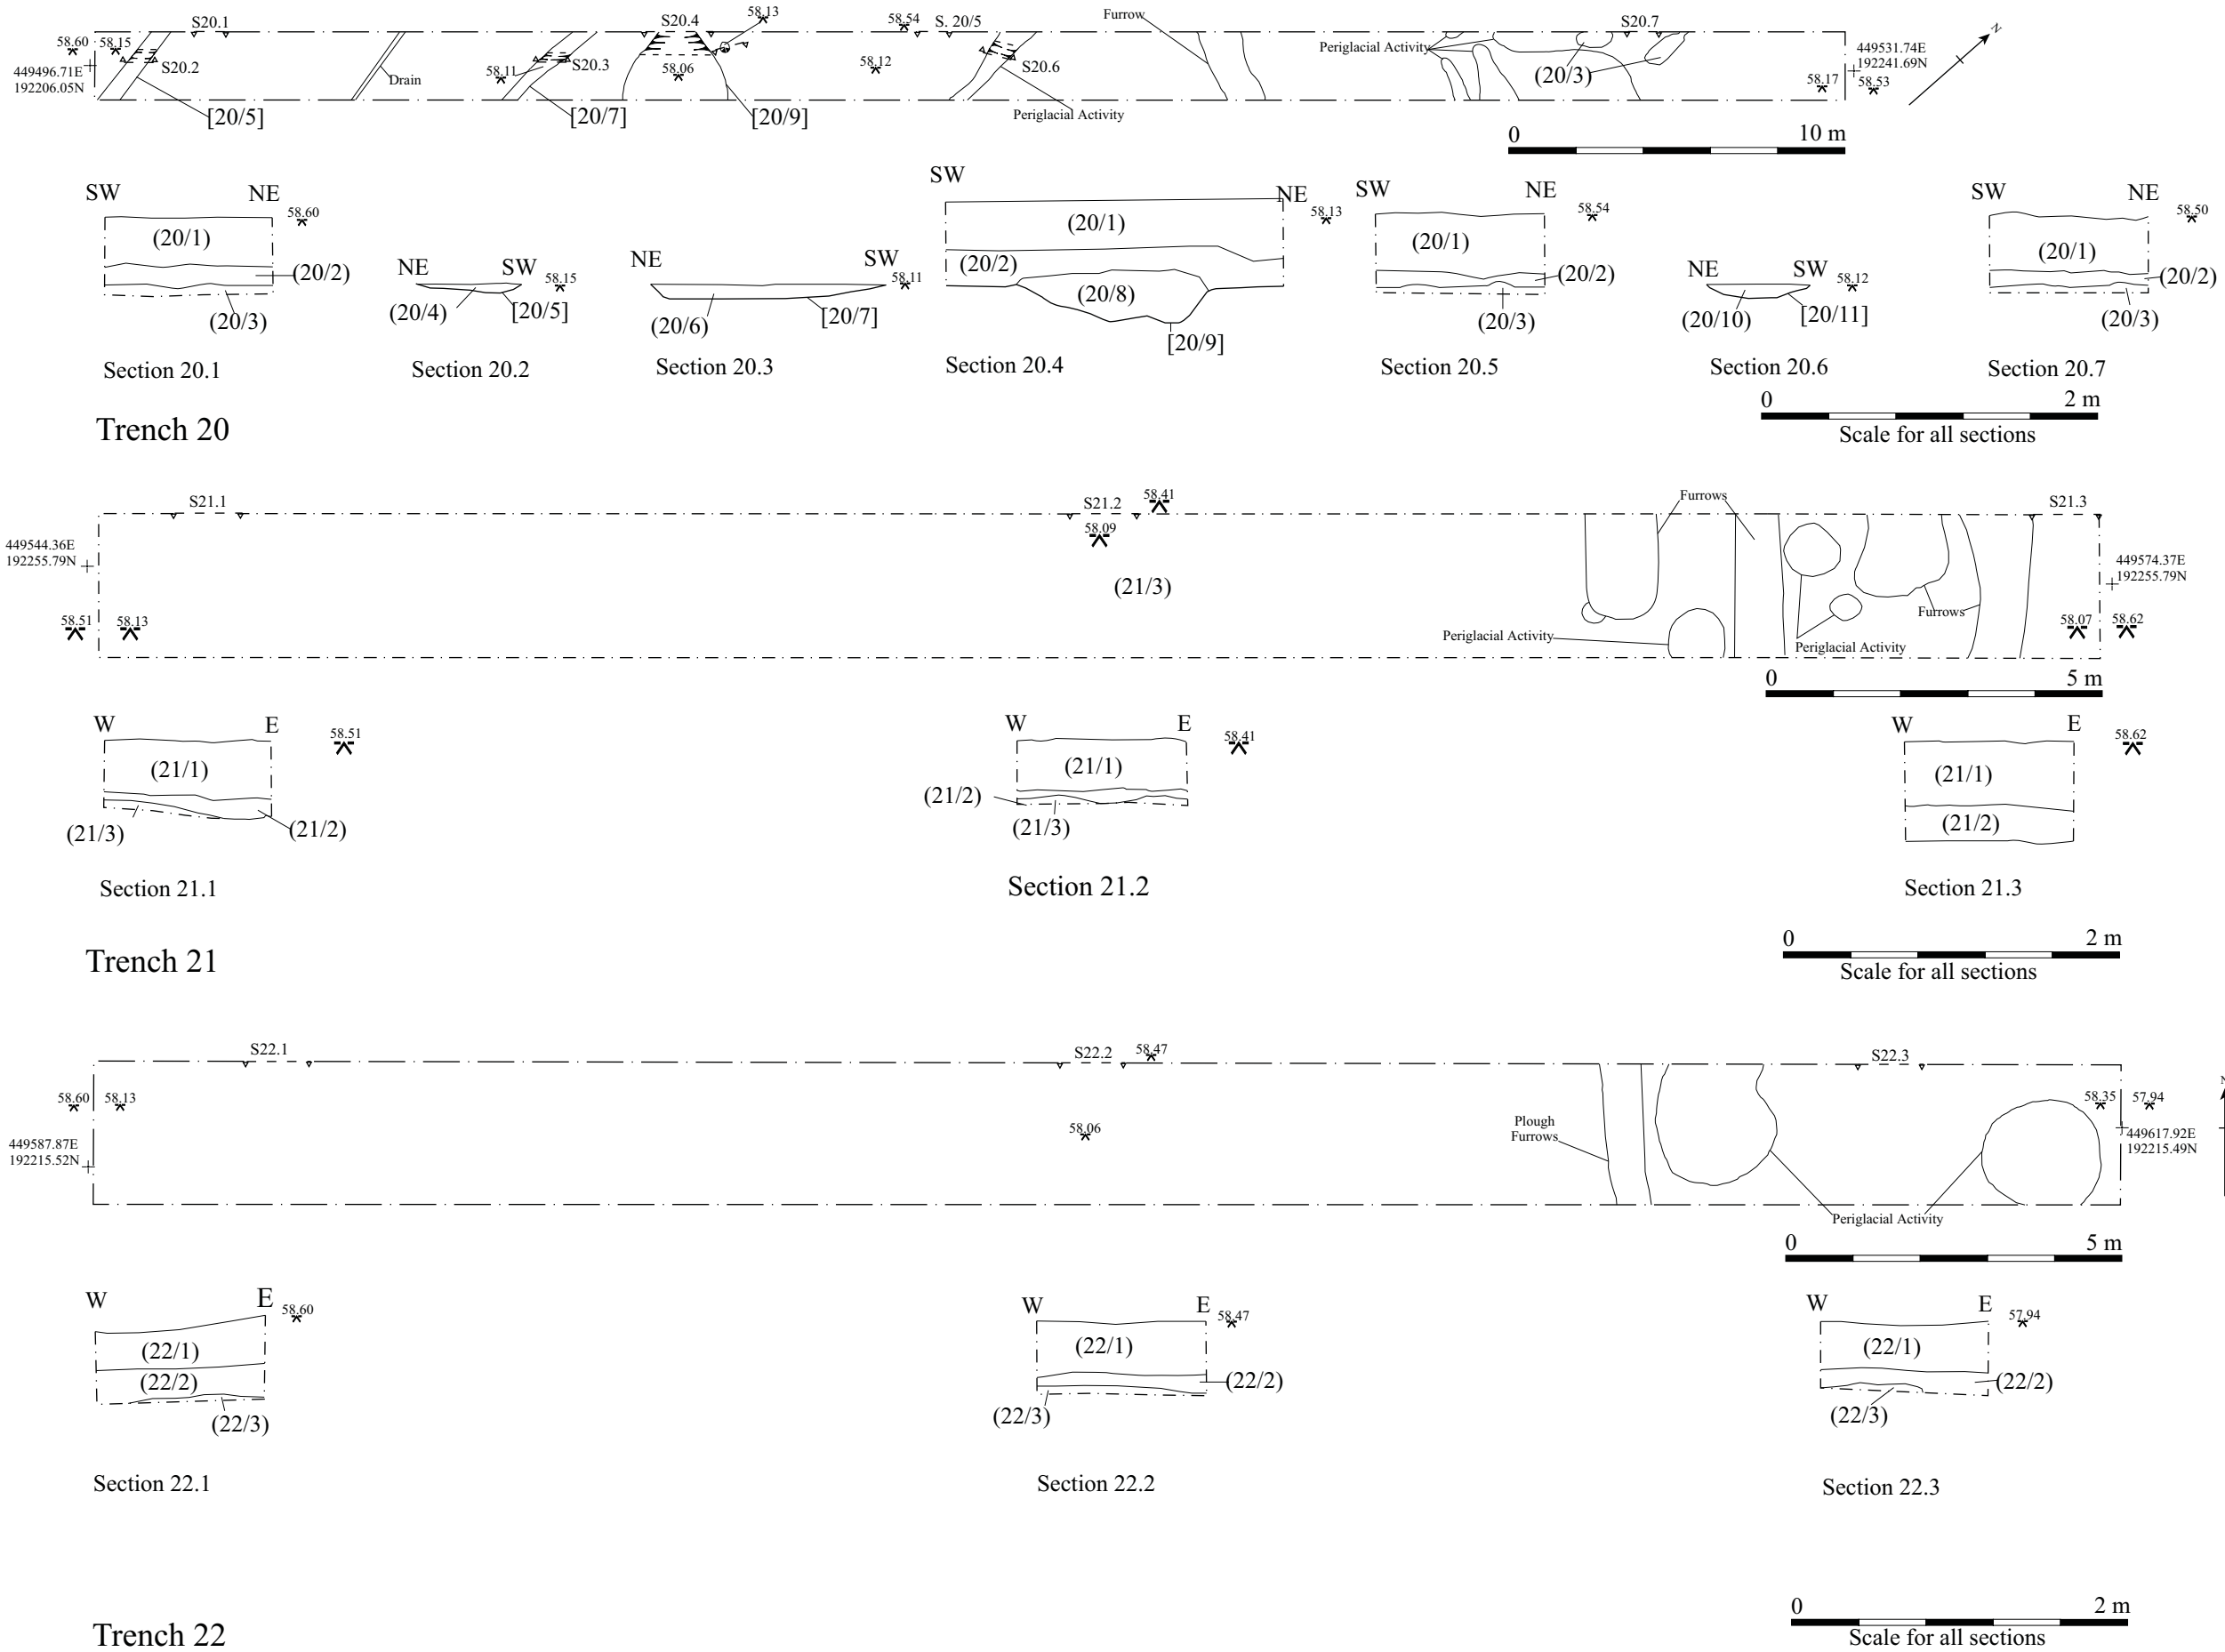 S20.1
S20.4
58.13
58.54
S. 20/5
Furrow
S20.7
N
58.60
58.15
S20.2
449496.71E
192206.05N
Drain
58.11
S20.3
58.06
58.12
S20.6
Periglacial Activity
(20/3)
449531.74E
192241.69N
58.17
58.53
[20/5]
[20/7]
[20/9]
Periglacial Activity
0 10 m
SW NE
58.60
(20/1)
(20/2)
(20/3)
Section 20.1
NE SW
58.15
(20/4)
[20/5]
Section 20.2
NE SW
58.11
(20/6)
[20/7]
Section 20.3
SW NE
58.13
(20/1)
(20/2)
(20/8)
[20/9]
Section 20.4
SW NE
58.54
(20/1)
(20/2)
(20/3)
Section 20.5
NE SW
58.12
(20/10)
[20/11]
Section 20.6
SW NE
58.50
(20/1)
(20/2)
(20/3)
Section 20.7
0 2 m
Scale for all sections
Trench 20
S21.1
S21.2
58.41
58.09
Furrows
S21.3
449544.36E
192255.79N
(21/3)
449574.37E
192255.79N
58.51
58.13
Periglacial Activity
Furrows
Periglacial Activity
58.07
58.62
0 5 m
W E
58.51
(21/1)
(21/3)
(21/2)
Section 21.1
W E
58.41
(21/1)
(21/2)
(21/3)
Section 21.2
W E
58.62
(21/1)
(21/2)
Section 21.3
0 2 m
Scale for all sections
Trench 21
S22.1
S22.2
58.47
S22.3
58.60
58.13
58.06
58.35
57.94
449587.87E
192215.52N
Plough
Furrows
449617.92E
192215.49N
Periglacial Activity
0 5 m
W E
58.60
(22/1)
(22/2)
(22/3)
Section 22.1
W E
58.47
(22/1)
(22/2)
(22/3)
Section 22.2
W E
57.94
(22/1)
(22/2)
(22/3)
Section 22.3
0 2 m
Scale for all sections
Trench 22